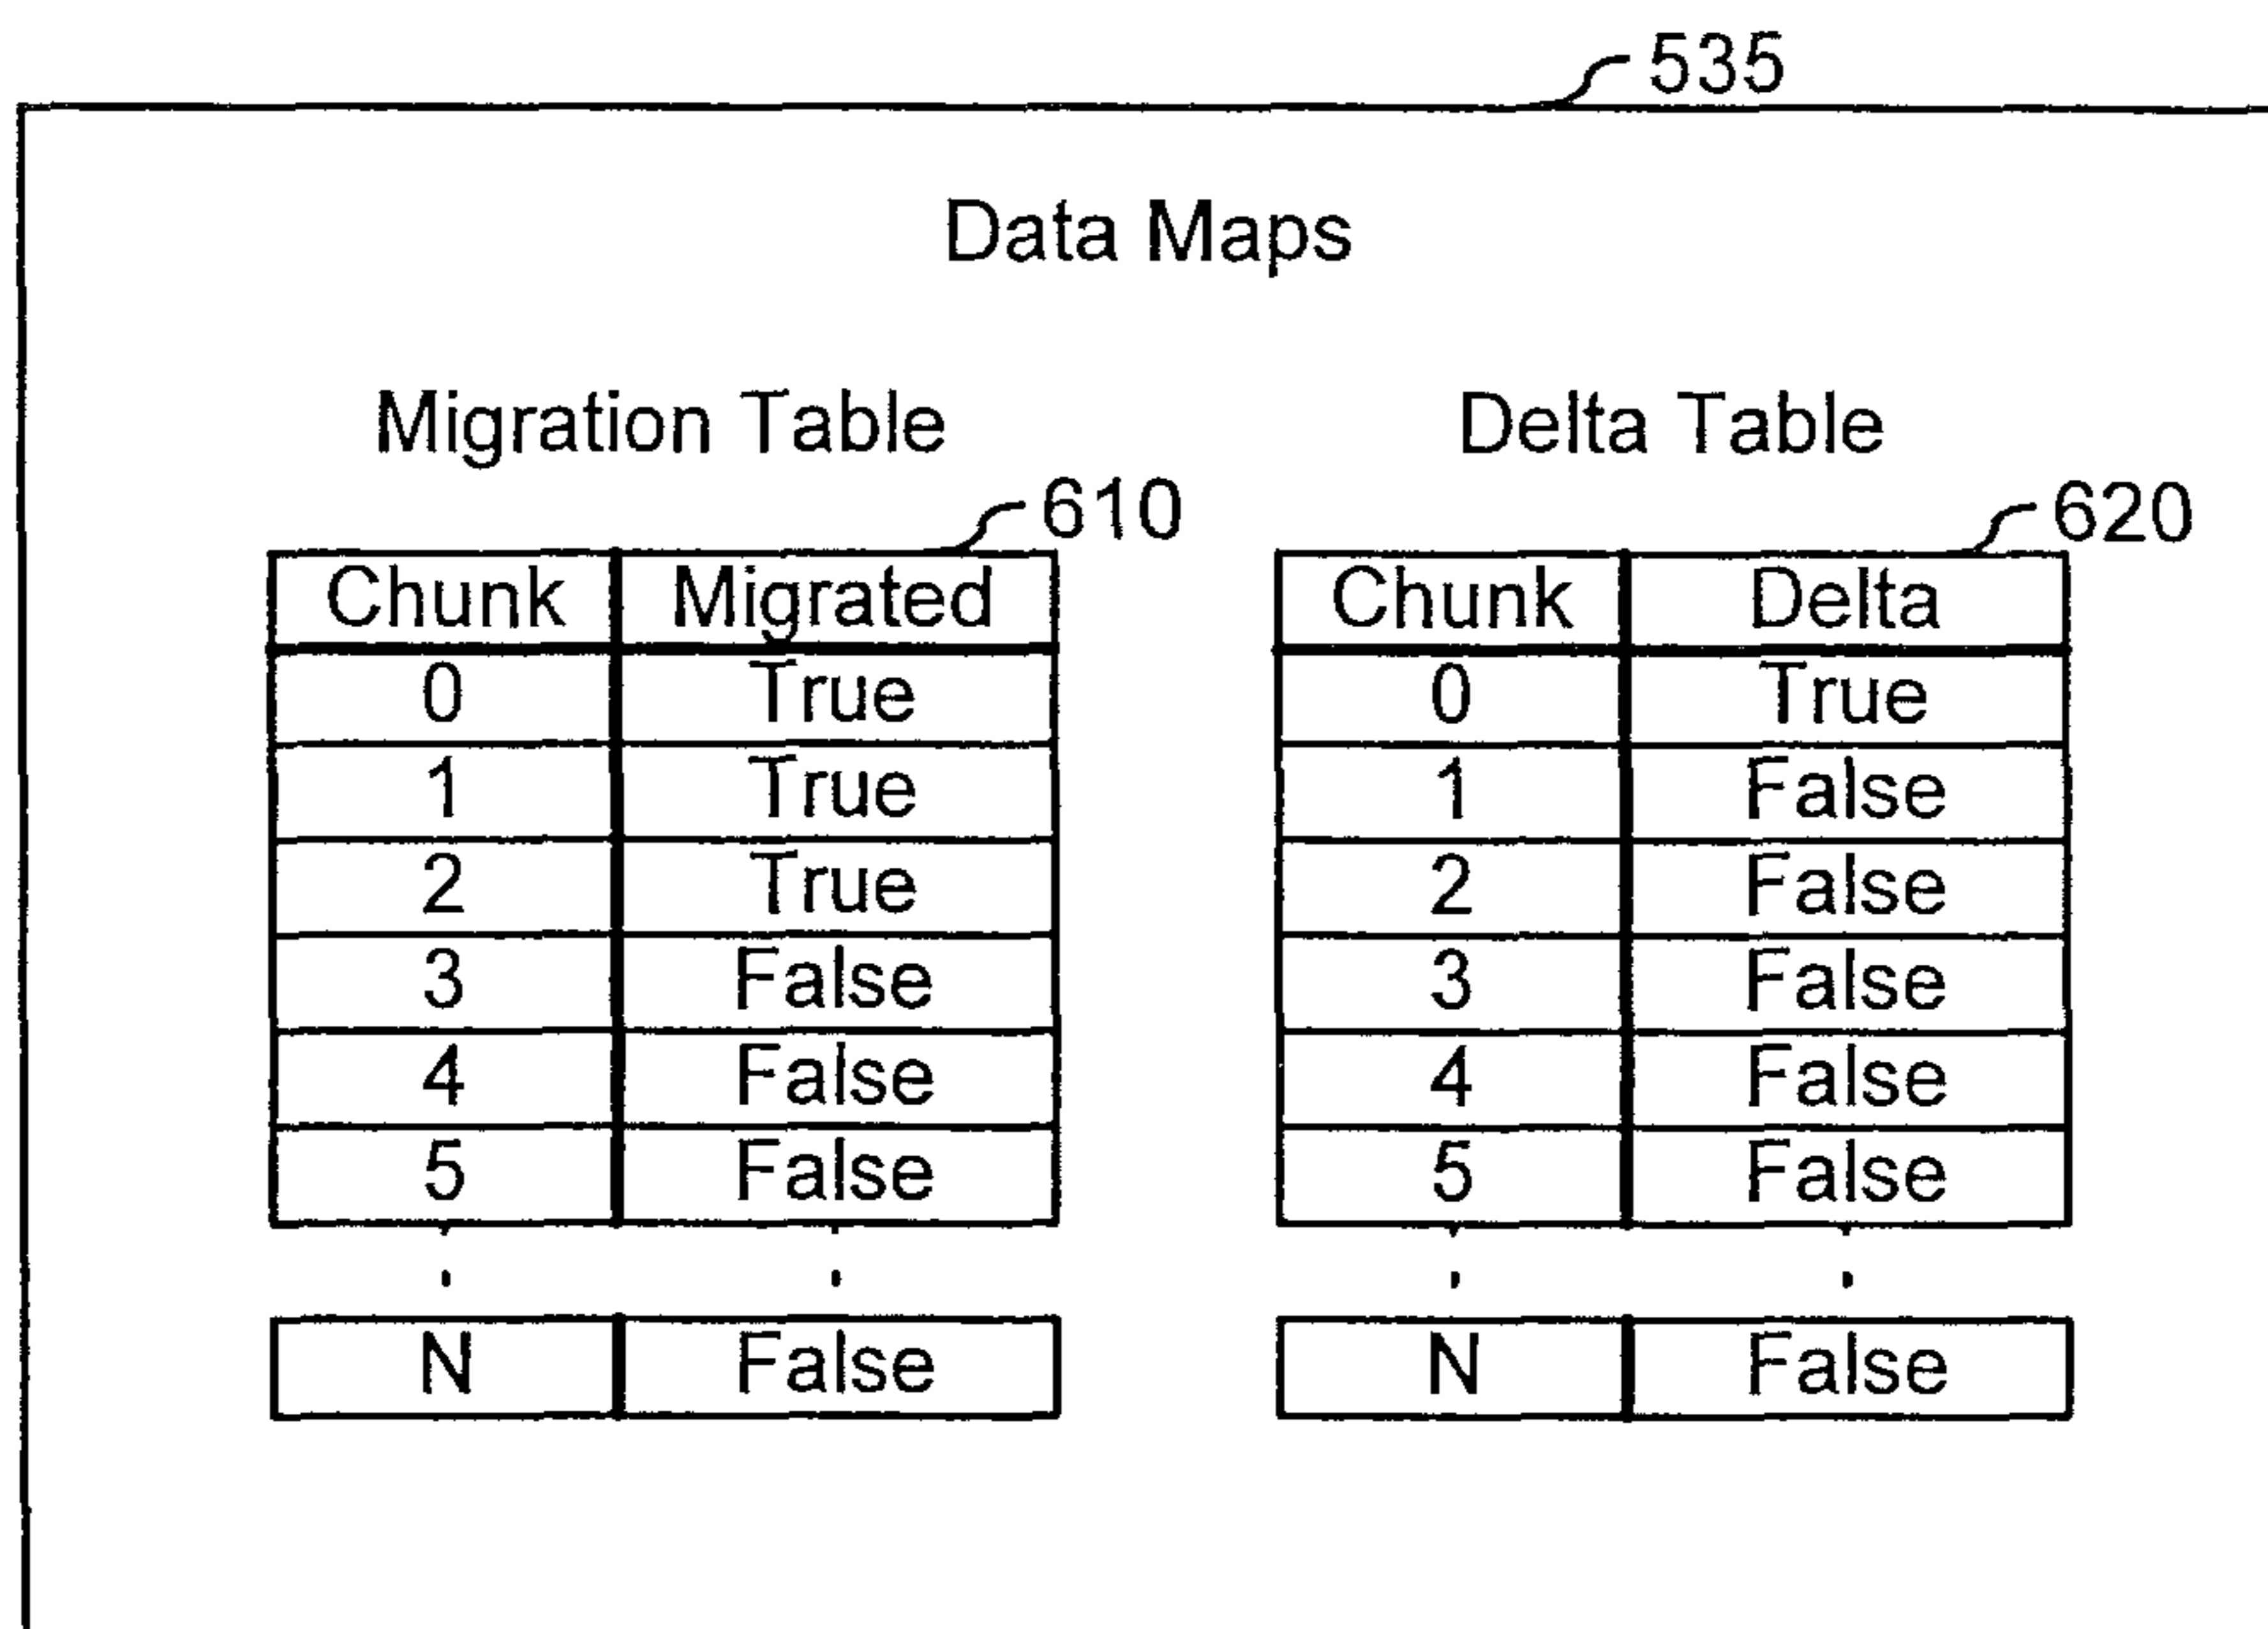 535
Data Maps
Migration Table
610
Chunk Migrated
0 True
1 True
2 True
3 False
4 False
5 False
N False
Delta Table
620
Chunk Delta
0 True
1 False
2 False
3 False
4 False
5 False
N False